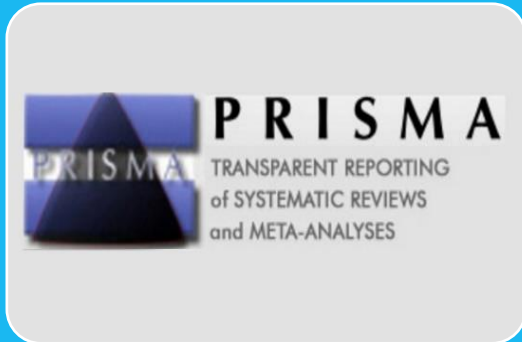 PRISMA
PRISMA
TRANSPARENT REPORTING
of SYSTEMATIC REVIEWS
and META-ANALYSES